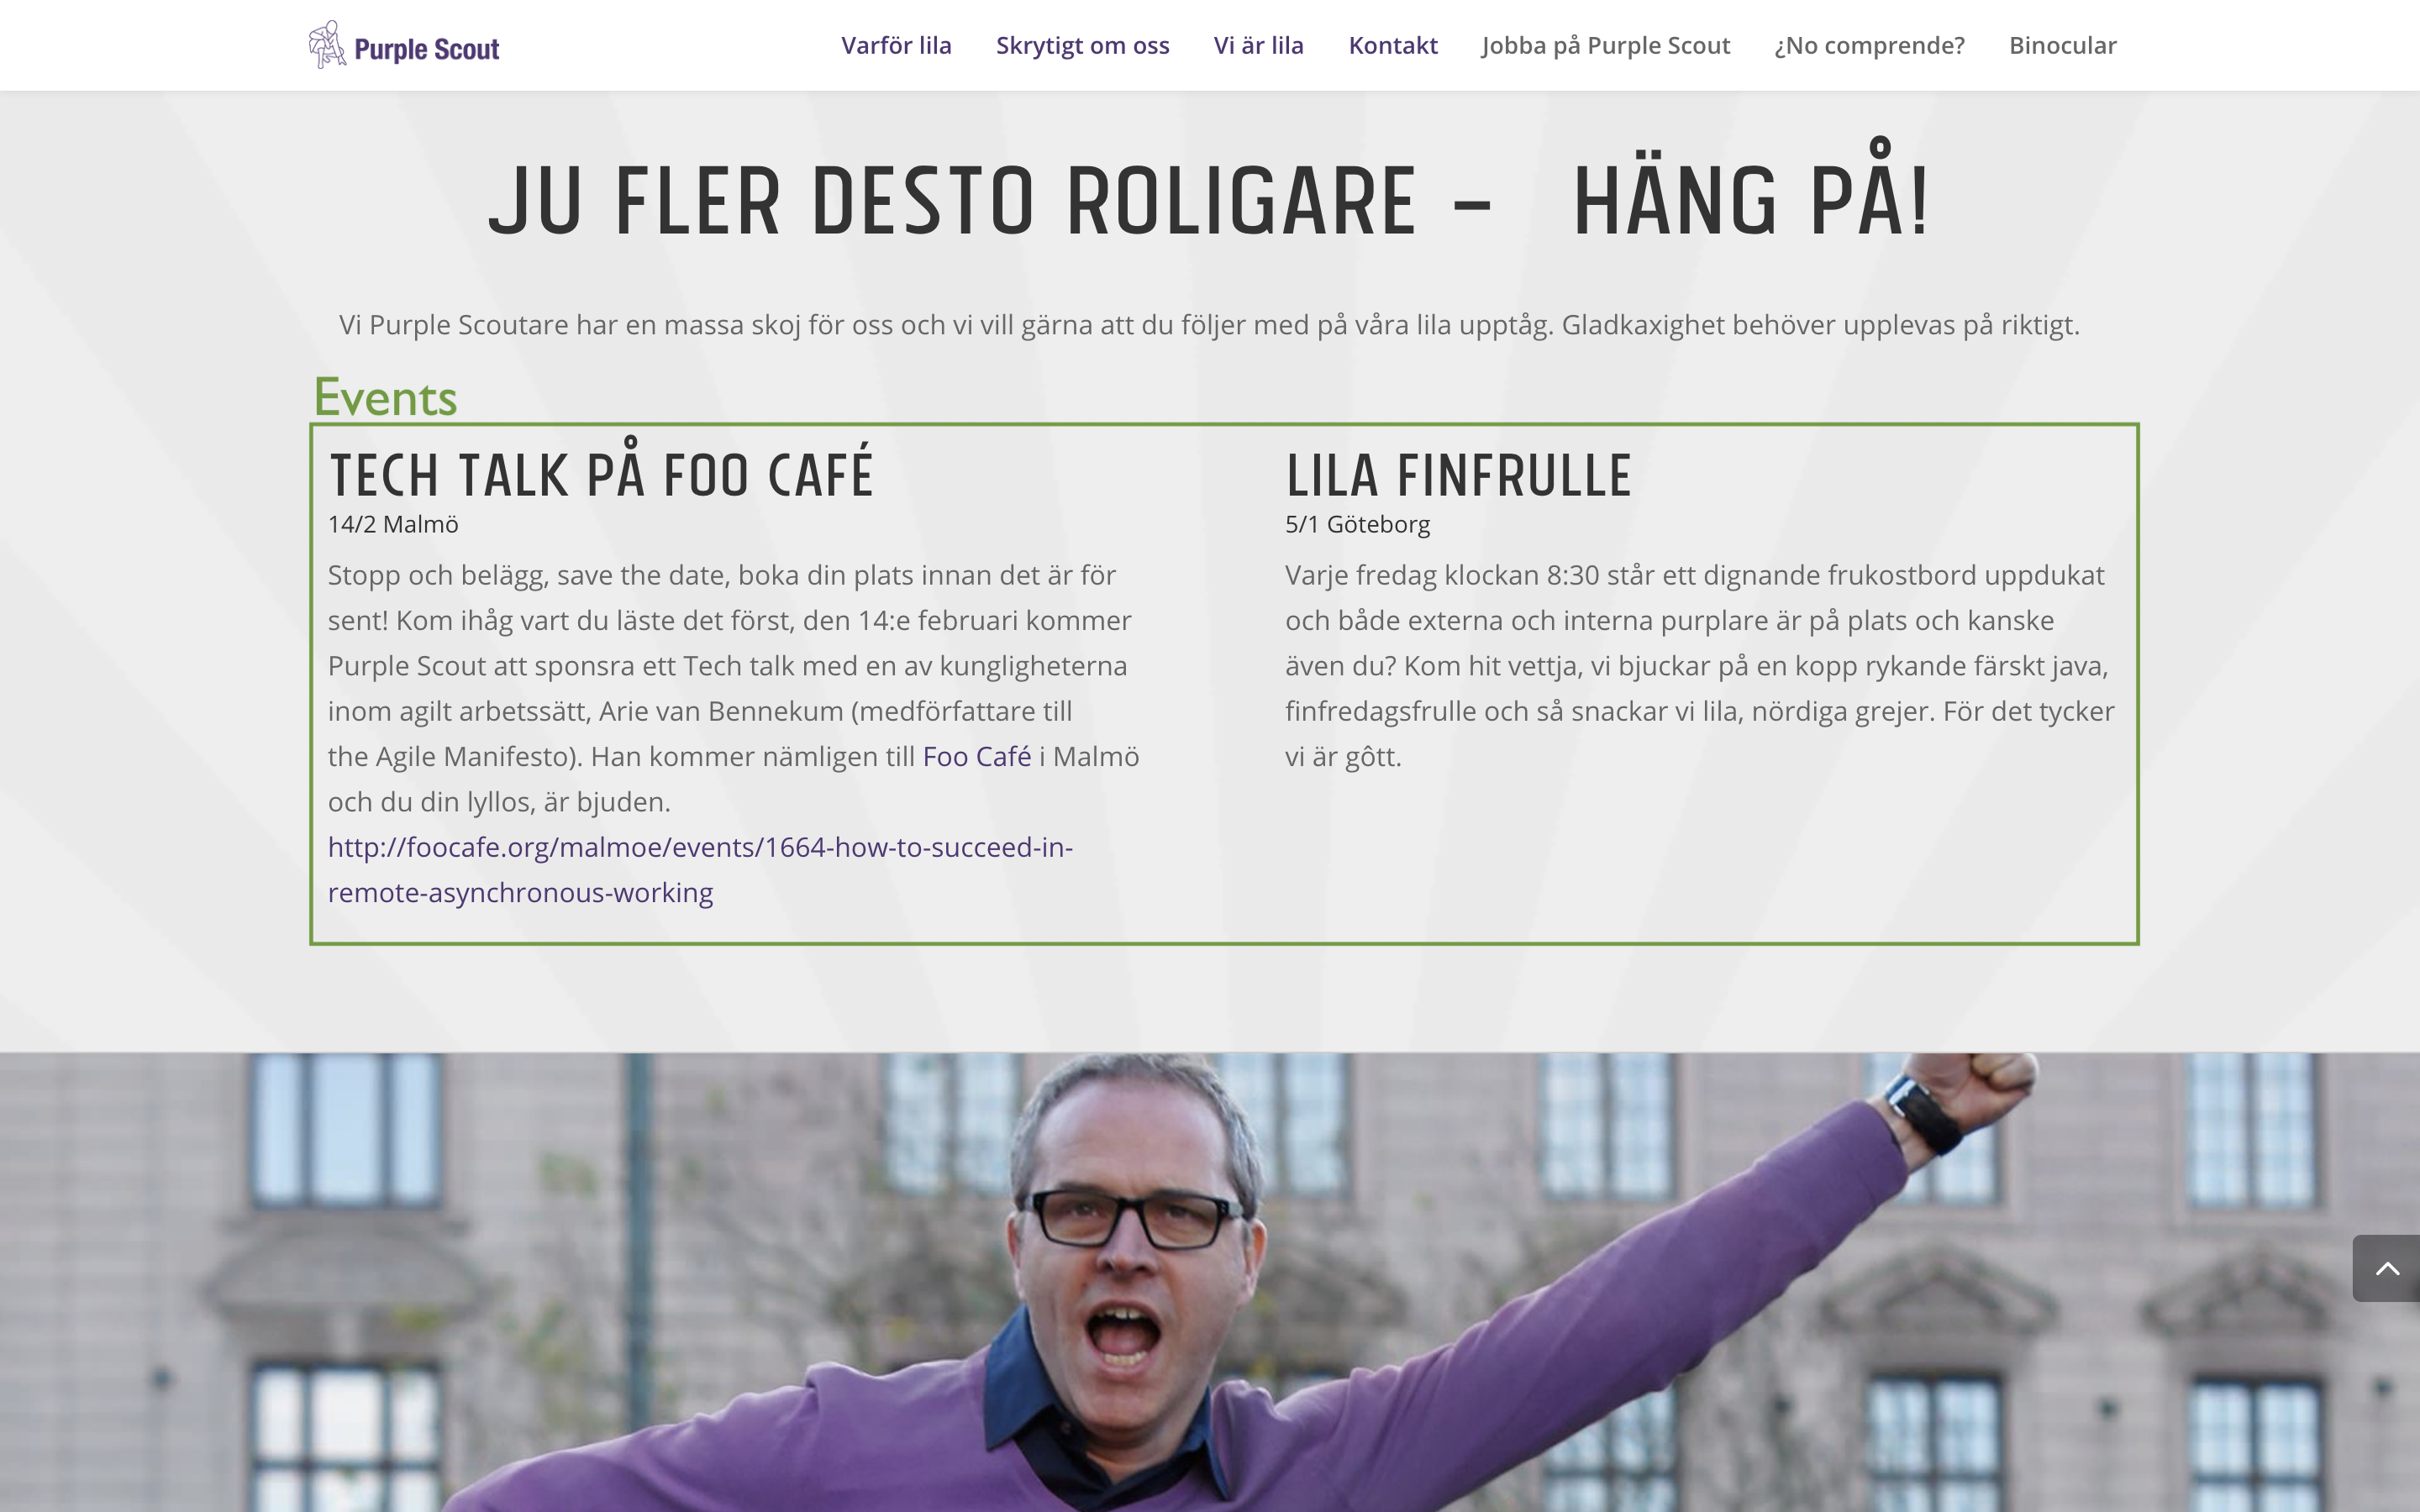 Purple Scout
Varför lila Skrytigt om oss Vi är lila Kontakt Jobba på Purple Scout ¿No comprende? Binocular
JU FLER DESTO ROLIGARE – HÄNG PÅ!
Vi Purple Scoutare har en massa skoj för oss och vi vill gärna att du följer med på våra lila upptåg. Gladkaxighet behöver upplevas på riktigt.
Events
TECH TALK PÅ FOO CAFÉ
14/2 Malmö
Stopp och belägg, save the date, boka din plats innan det är för
sent! Kom ihåg vart du läste det först, den 14:e februari kommer
Purple Scout att sponsra ett Tech talk med en av kungligheterna
inom agilt arbetssätt, Arie van Bennekum (medförfattare till
the Agile Manifesto). Han kommer nämligen till Foo Café i Malmö
och du din lyllos, är bjuden.
http://foocafe.org/malmoe/events/1664-how-to-succeed-in-
remote-asynchronous-working
LILA FINFRULLE
5/1 Göteborg
Varje fredag klockan 8:30 står ett dignande frukostbord uppdukat
och både externa och interna purplare är på plats och kanske
även du? Kom hit vettja, vi bjuckar på en kopp rykande färskt java,
finfredagsfrulle och så snackar vi lila, nördiga grejer. För det tycker
vi är gôtt.